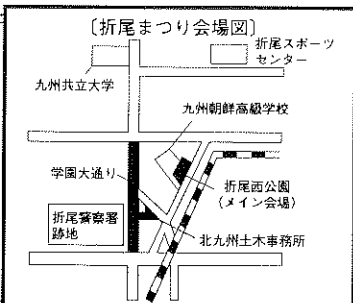 〔折尾まつり会場図〕
折尾スポーツ
センター
九州共立大学
九州朝鮮高級学校
学園大通り
折尾西公園
(メイン会場)
折尾警察署
跡地
北九州土木事務所